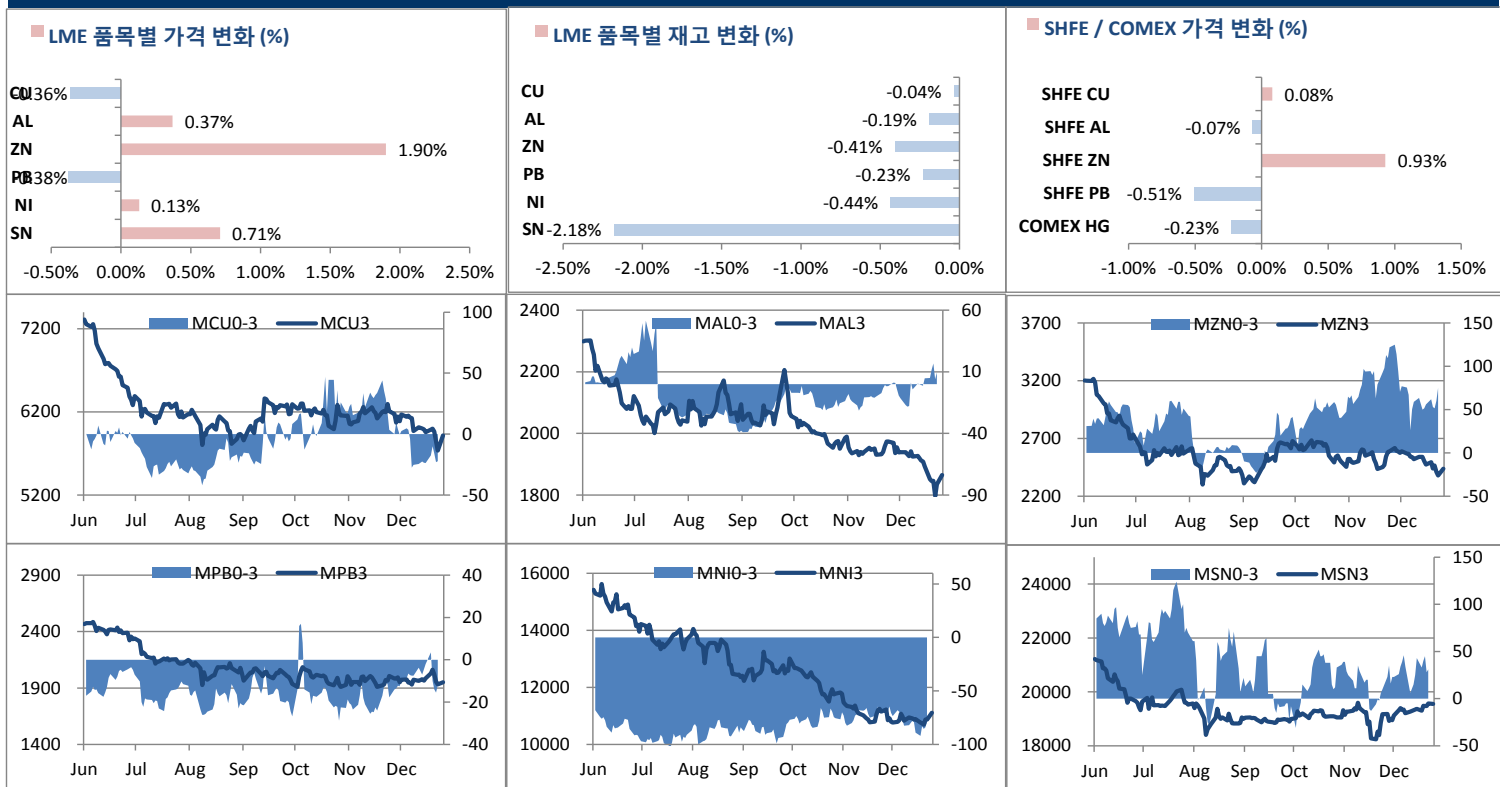 LME 품목별 가격 변화 (%)
CU -0.36%
AL 0.37%
ZN 1.90%
PB -0.38%
NI 0.13%
SN 0.71%
-0.50% 0.00% 0.50% 1.00% 1.50% 2.00% 2.50%
LME 품목별 재고 변화 (%)
CU -0.04%
AL -0.19%
ZN -0.41%
PB -0.23%
NI -0.44%
SN -2.18%
-2.50% -2.00% -1.50% -1.00% -0.50% 0.00%
SHFE / COMEX 가격 변화 (%)
SHFE CU 0.08%
SHFE AL -0.07%
SHFE ZN 0.93%
SHFE PB -0.51%
COMEX HG -0.23%
-1.00% -0.50% 0.00% 0.50% 1.00% 1.50%
MCU0-3 MCU3
7200
6200
5200
100
50
0
-50
Jun Jul Aug Sep Oct Nov Dec
MAL0-3 MAL3
2400
2200
2000
1800
60
10
-40
-90
Jun Jul Aug Sep Oct Nov Dec
MZN0-3 MZN3
3700
3200
2700
2200
150
100
50
0
-50
Jun Jul Aug Sep Oct Nov Dec
MPB0-3 MPB3
2900
2400
1900
1400
40
20
0
-20
-40
Jun Jul Aug Sep Oct Nov Dec
MNI0-3 MNI3
16000
14000
12000
10000
50
0
-50
-100
Jun Jul Aug Sep Oct Nov Dec
MSN0-3 MSN3
24000
22000
20000
18000
150
100
50
0
-50
Jun Jul Aug Sep Oct Nov Dec